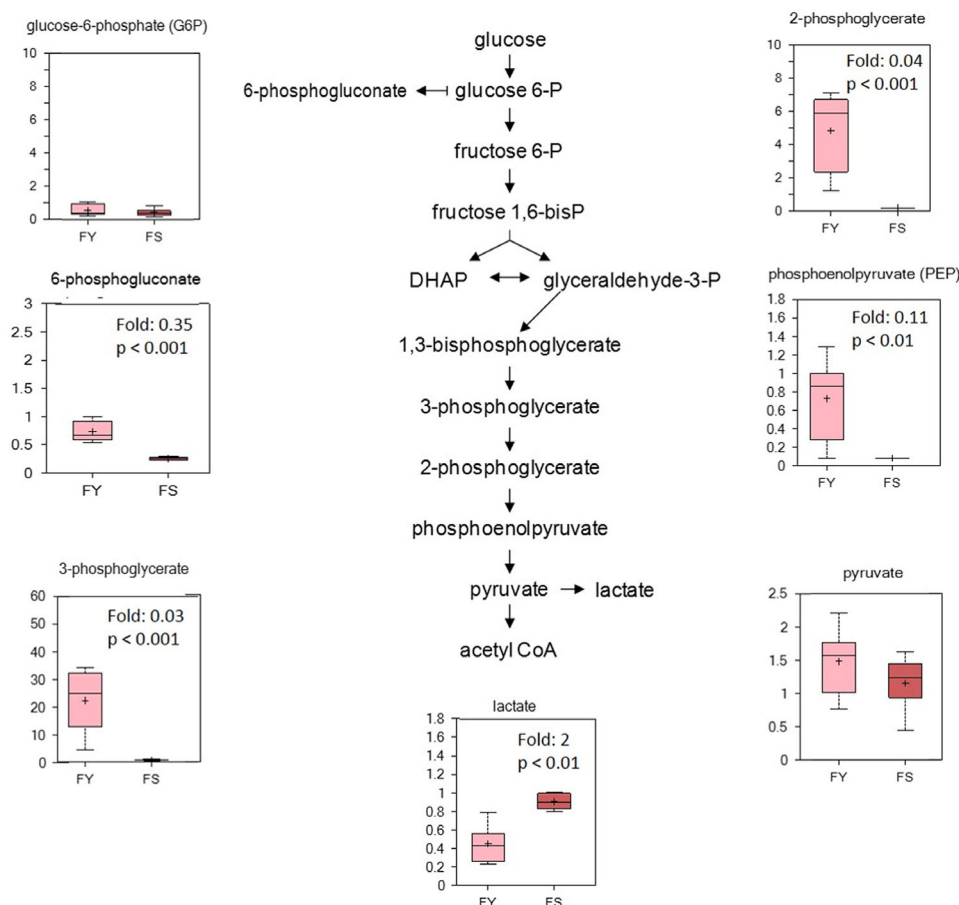 glucose-6-phosphate (G6P)
10
8
6
4
2
0
FY
FS
6-phosphogluconate
3
2.5
2
1.5
1
0.5
0
Fold: 0.35
p < 0.001
FY
FS
3-phosphoglycerate
60
50
40
30
20
10
0
Fold: 0.03
p < 0.001
FY
FS
glucose
6-phosphogluconate
glucose 6-P
fructose 6-P
fructose 1,6-bisP
DHAP
glyceraldehyde-3-P
1,3-bisphosphoglycerate
3-phosphoglycerate
2-phosphoglycerate
phosphoenolpyruvate
pyruvate
lactate
acetyl CoA
lactate
1.8
1.6
1.4
1.2
1
0.8
0.6
0.4
0.2
0
Fold: 2
p < 0.01
FY
FS
2-phosphoglycerate
10
8
6
4
2
0
Fold: 0.04
p < 0.001
FY
FS
phosphoenolpyruvate (PEP)
1.8
1.6
1.4
1.2
1
0.8
0.6
0.4
0.2
0
Fold: 0.11
p < 0.01
FY
FS
pyruvate
2.5
2
1.5
1
0.5
0
FY
FS